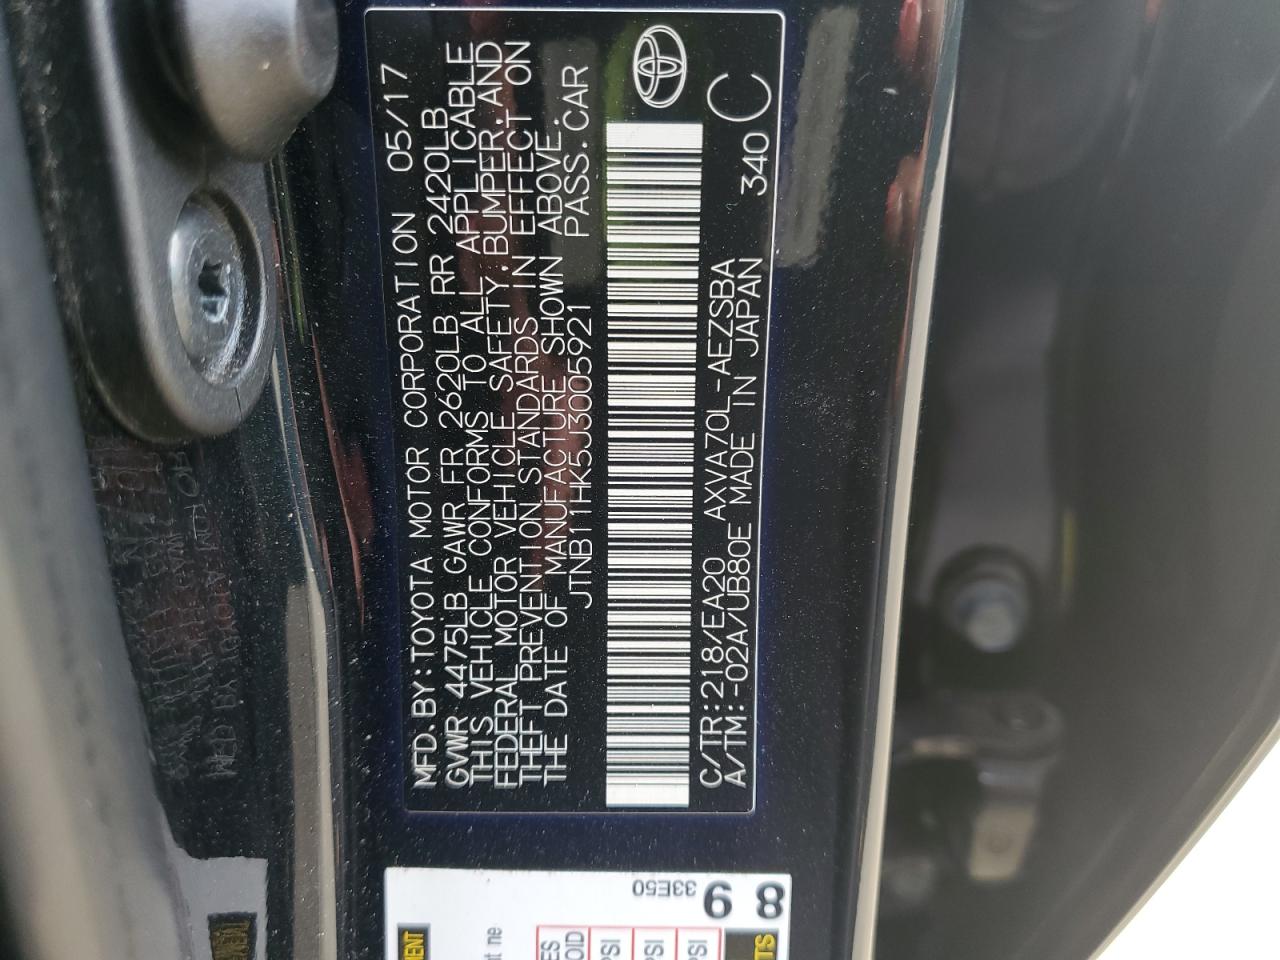 MFD. BY: TOYOTA MOTOR CORPORATION 05/17
GVWR 4475LB GAWR FR 2620LB RR 2420LB
THIS VEHICLE CONFORMS TO ALL APPLICABLE
FEDERAL MOTOR VEHICLE SAFETY, BUMPER, AND
THEFT PREVENTION STANDARDS IN EFFECT ON
THE DATE OF MANUFACTURE SHOWN ABOVE.
JTNB11HK5J3005921 PASS. CAR
C/TR: 218/EA20 AXVA70L-AEZSBA 340 C
A/TM: -02A/UB80E MADE IN JAPAN
33E50
89